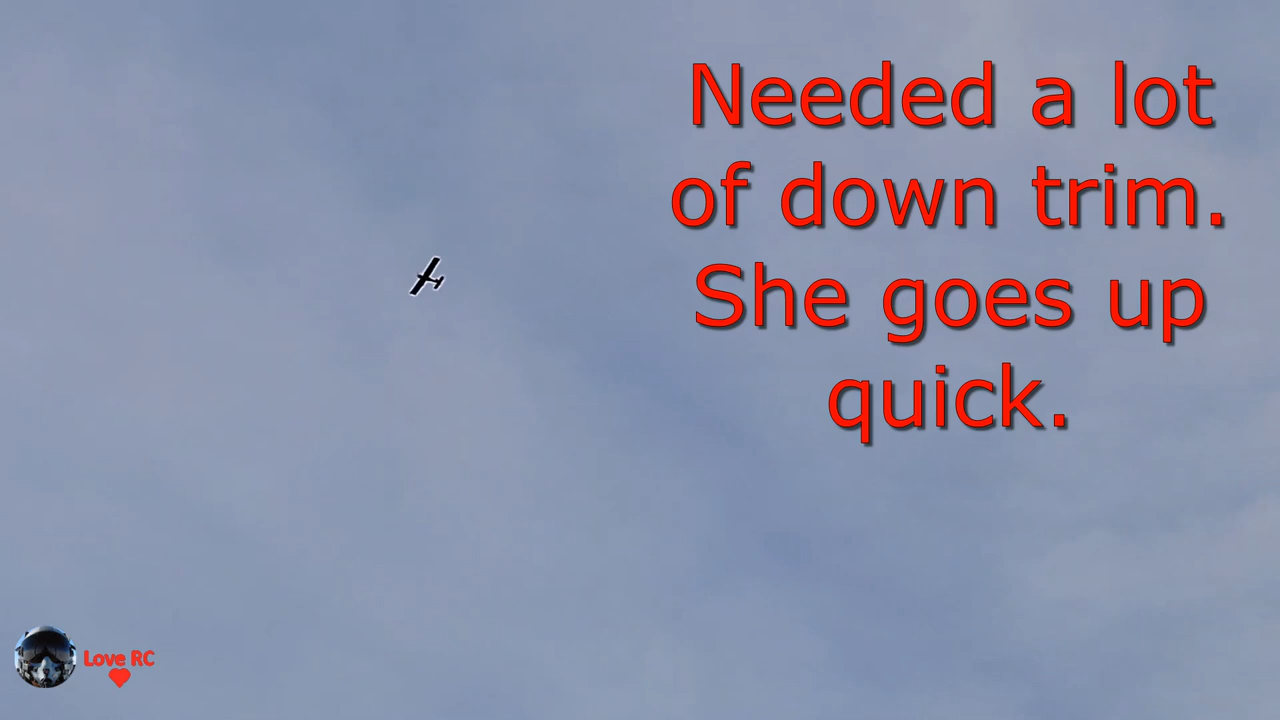 Needed a lot
of down trim.
She goes up
quick.
Love RC